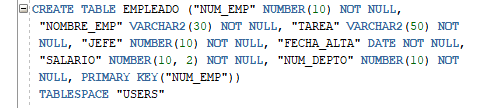 CREATE TABLE EMPLEADO ("NUM_EMP" NUMBER(10) NOT NULL,
"NOMBRE_EMP" VARCHAR2(30) NOT NULL, "TAREA" VARCHAR2(50) NOT
NULL, "JEFE" NUMBER(10) NOT NULL, "FECHA_ALTA" DATE NOT NULL,
"SALARIO" NUMBER(10, 2) NOT NULL, "NUM_DEPTO" NUMBER(10) NOT
NULL, PRIMARY KEY("NUM_EMP"))
TABLESPACE "USERS"